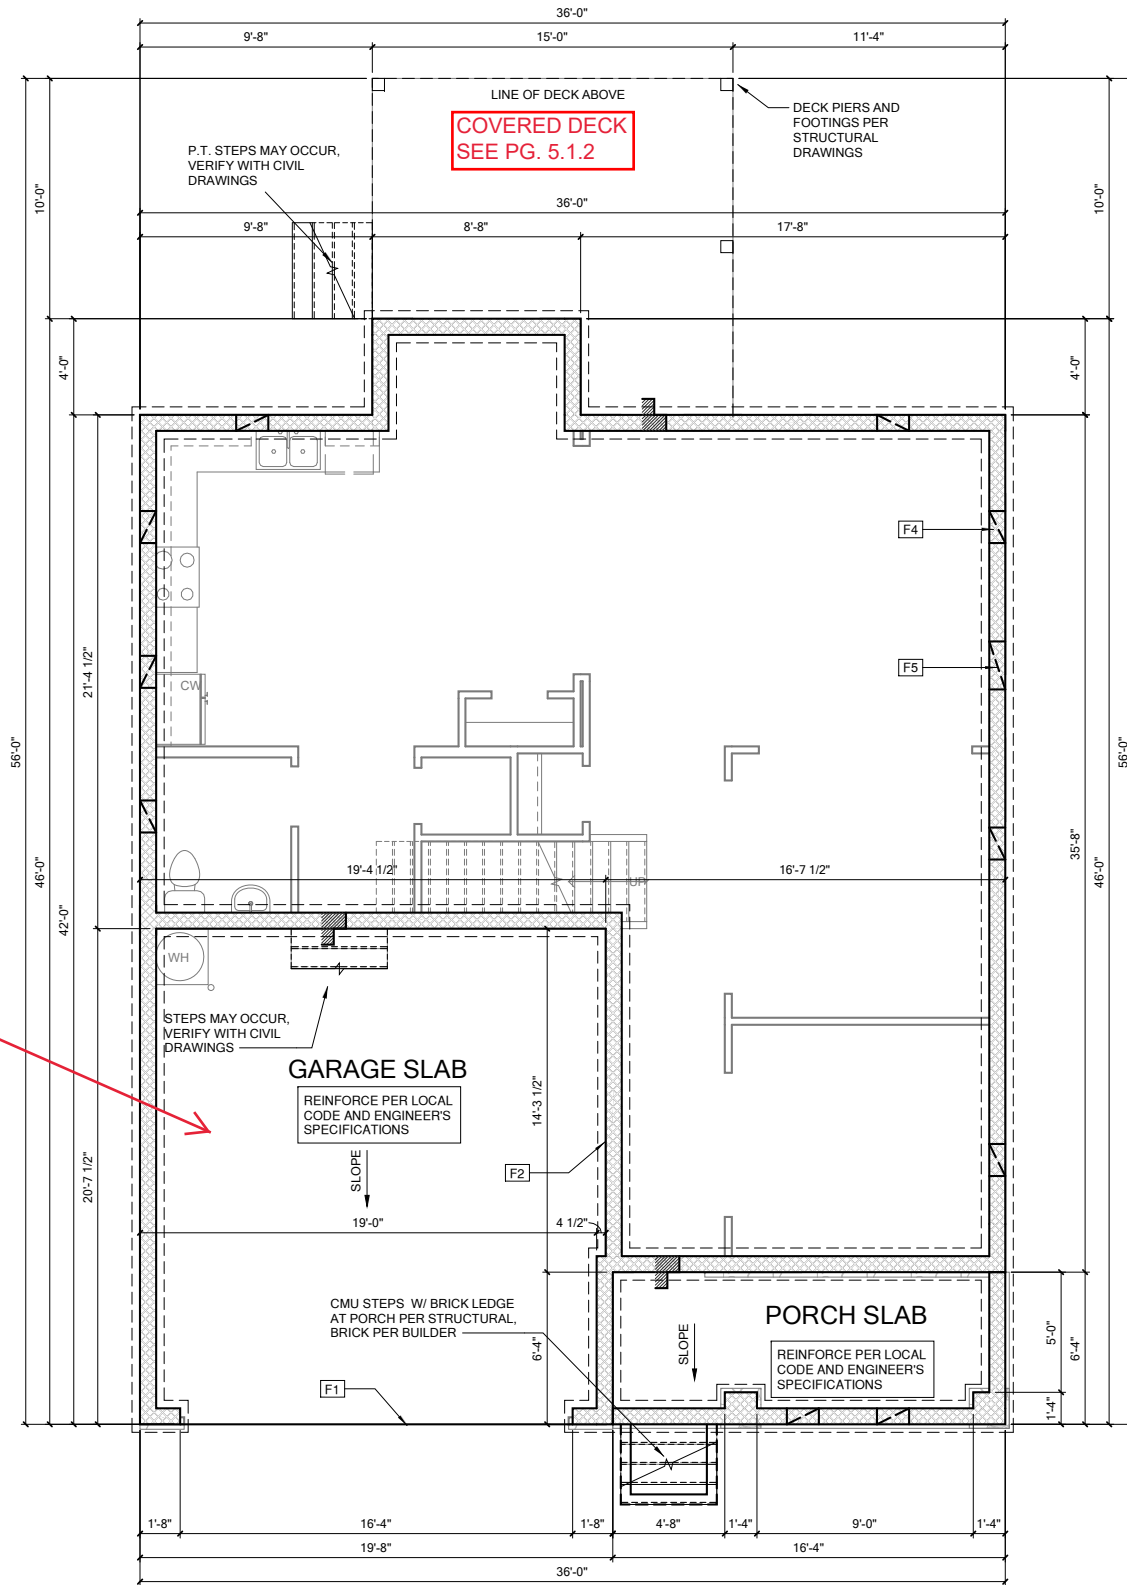 36'-0"
9'-8"
15'-0"
11'-4"
LINE OF DECK ABOVE
COVERED DECK
SEE PG. 5.1.2
DECK PIERS AND
FOOTINGS PER
STRUCTURAL
DRAWINGS
P.T. STEPS MAY OCCUR,
VERIFY WITH CIVIL
DRAWINGS
10'-0"
10'-0"
36'-0"
9'-8"
8'-8"
17'-8"
4'-0"
4'-0"
F4
F5
CW
21'-4 1/2"
56'-0"
56'-0"
46'-0"
42'-0"
35'-8"
46'-0"
19'-4 1/2"
UP
16'-7 1/2"
WH
STEPS MAY OCCUR,
VERIFY WITH CIVIL
DRAWINGS
GARAGE SLAB
REINFORCE PER LOCAL
CODE AND ENGINEER'S
SPECIFICATIONS
SLOPE
14'-3 1/2"
F2
20'-7 1/2"
19'-0"
4 1/2"
CMU STEPS W/ BRICK LEDGE
AT PORCH PER STRUCTURAL,
BRICK PER BUILDER
6'-4"
PORCH SLAB
SLOPE
REINFORCE PER LOCAL
CODE AND ENGINEER'S
SPECIFICATIONS
5'-0"
6'-4"
1'-4"
F1
1'-8"
16'-4"
1'-8"
4'-8"
1'-4"
9'-0"
1'-4"
19'-8"
16'-4"
36'-0"